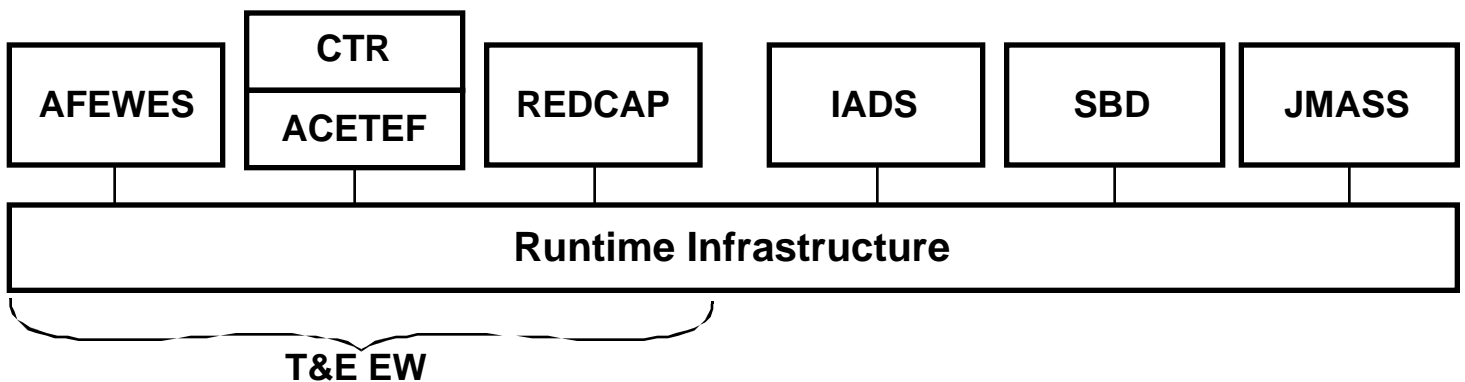 CTR
AFEWES
ACETEF
REDCAP
IADS
SBD
JMASS
Runtime Infrastructure
T&E EW